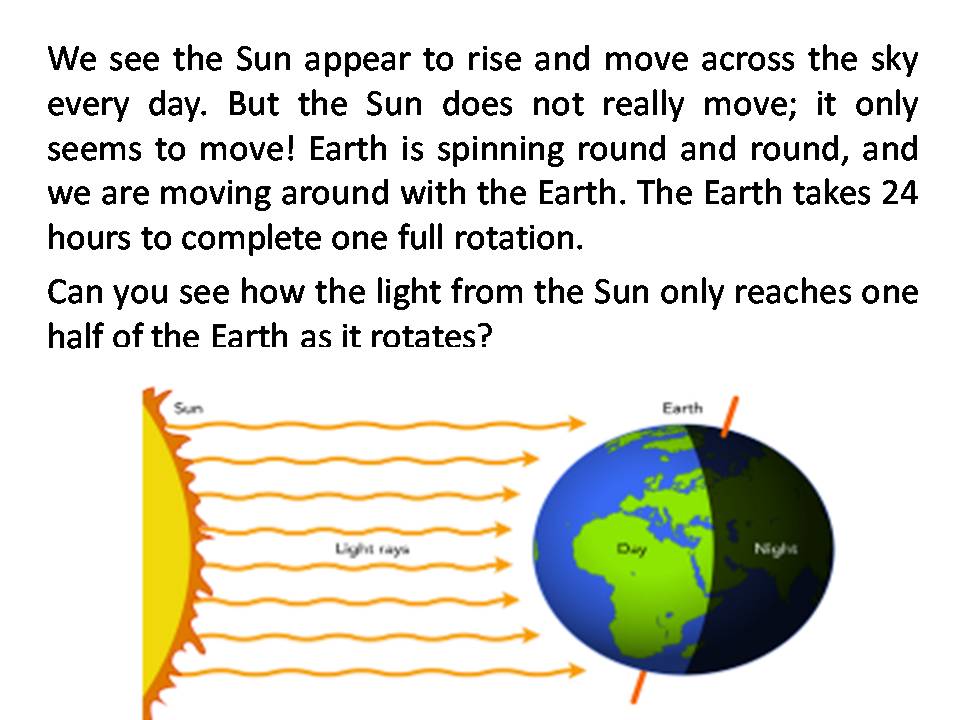 We see the Sun appear to rise and move across the sky
every day. But the Sun does not really move; it only
seems to move! Earth is spinning round and round, and
we are moving around with the Earth. The Earth takes 24
hours to complete one full rotation.
Can you see how the light from the Sun only reaches one
half of the Earth as it rotates?
Sun
Earth
Light rays
Day
Night